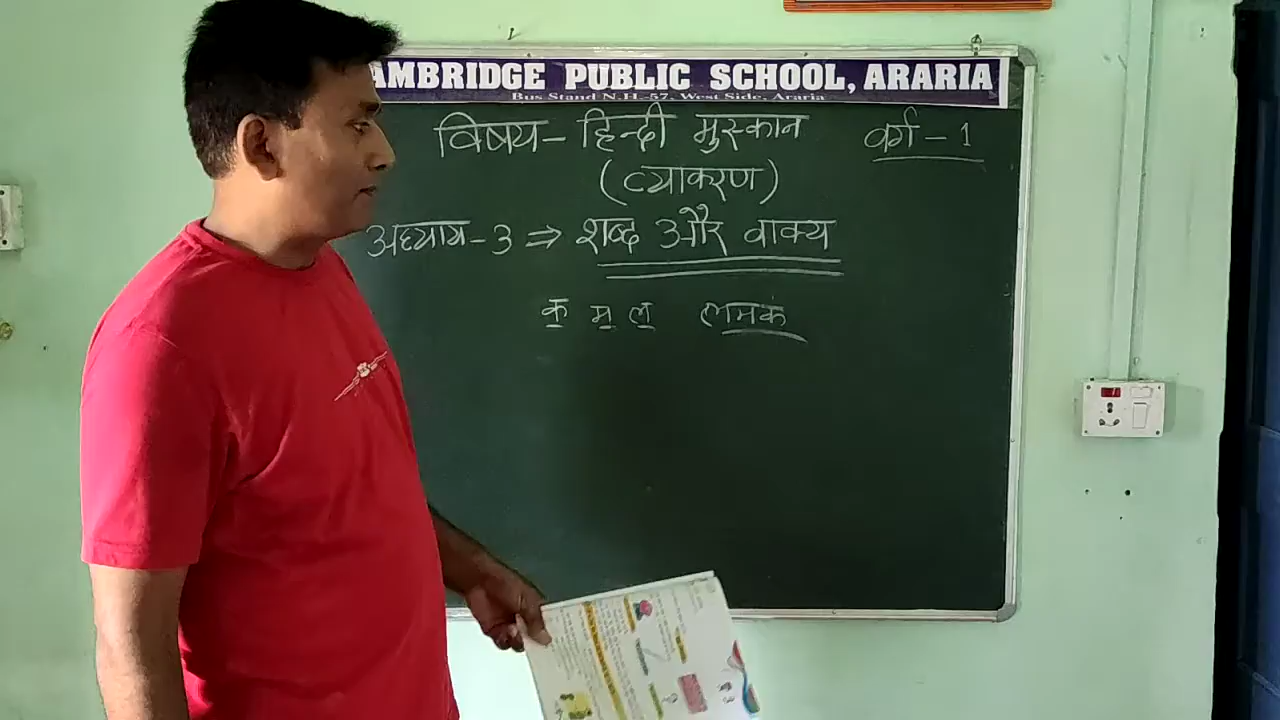 AMBRIDGE PUBLIC SCHOOL, ARARIA
Bus Stand N.H.-57, West Side, Araria
विषय - हिन्दी मुस्कान वर्ग - 1
(व्याकरण)
अध्याय - 3 ⇒ शब्द और वाक्य
क म ल लमक